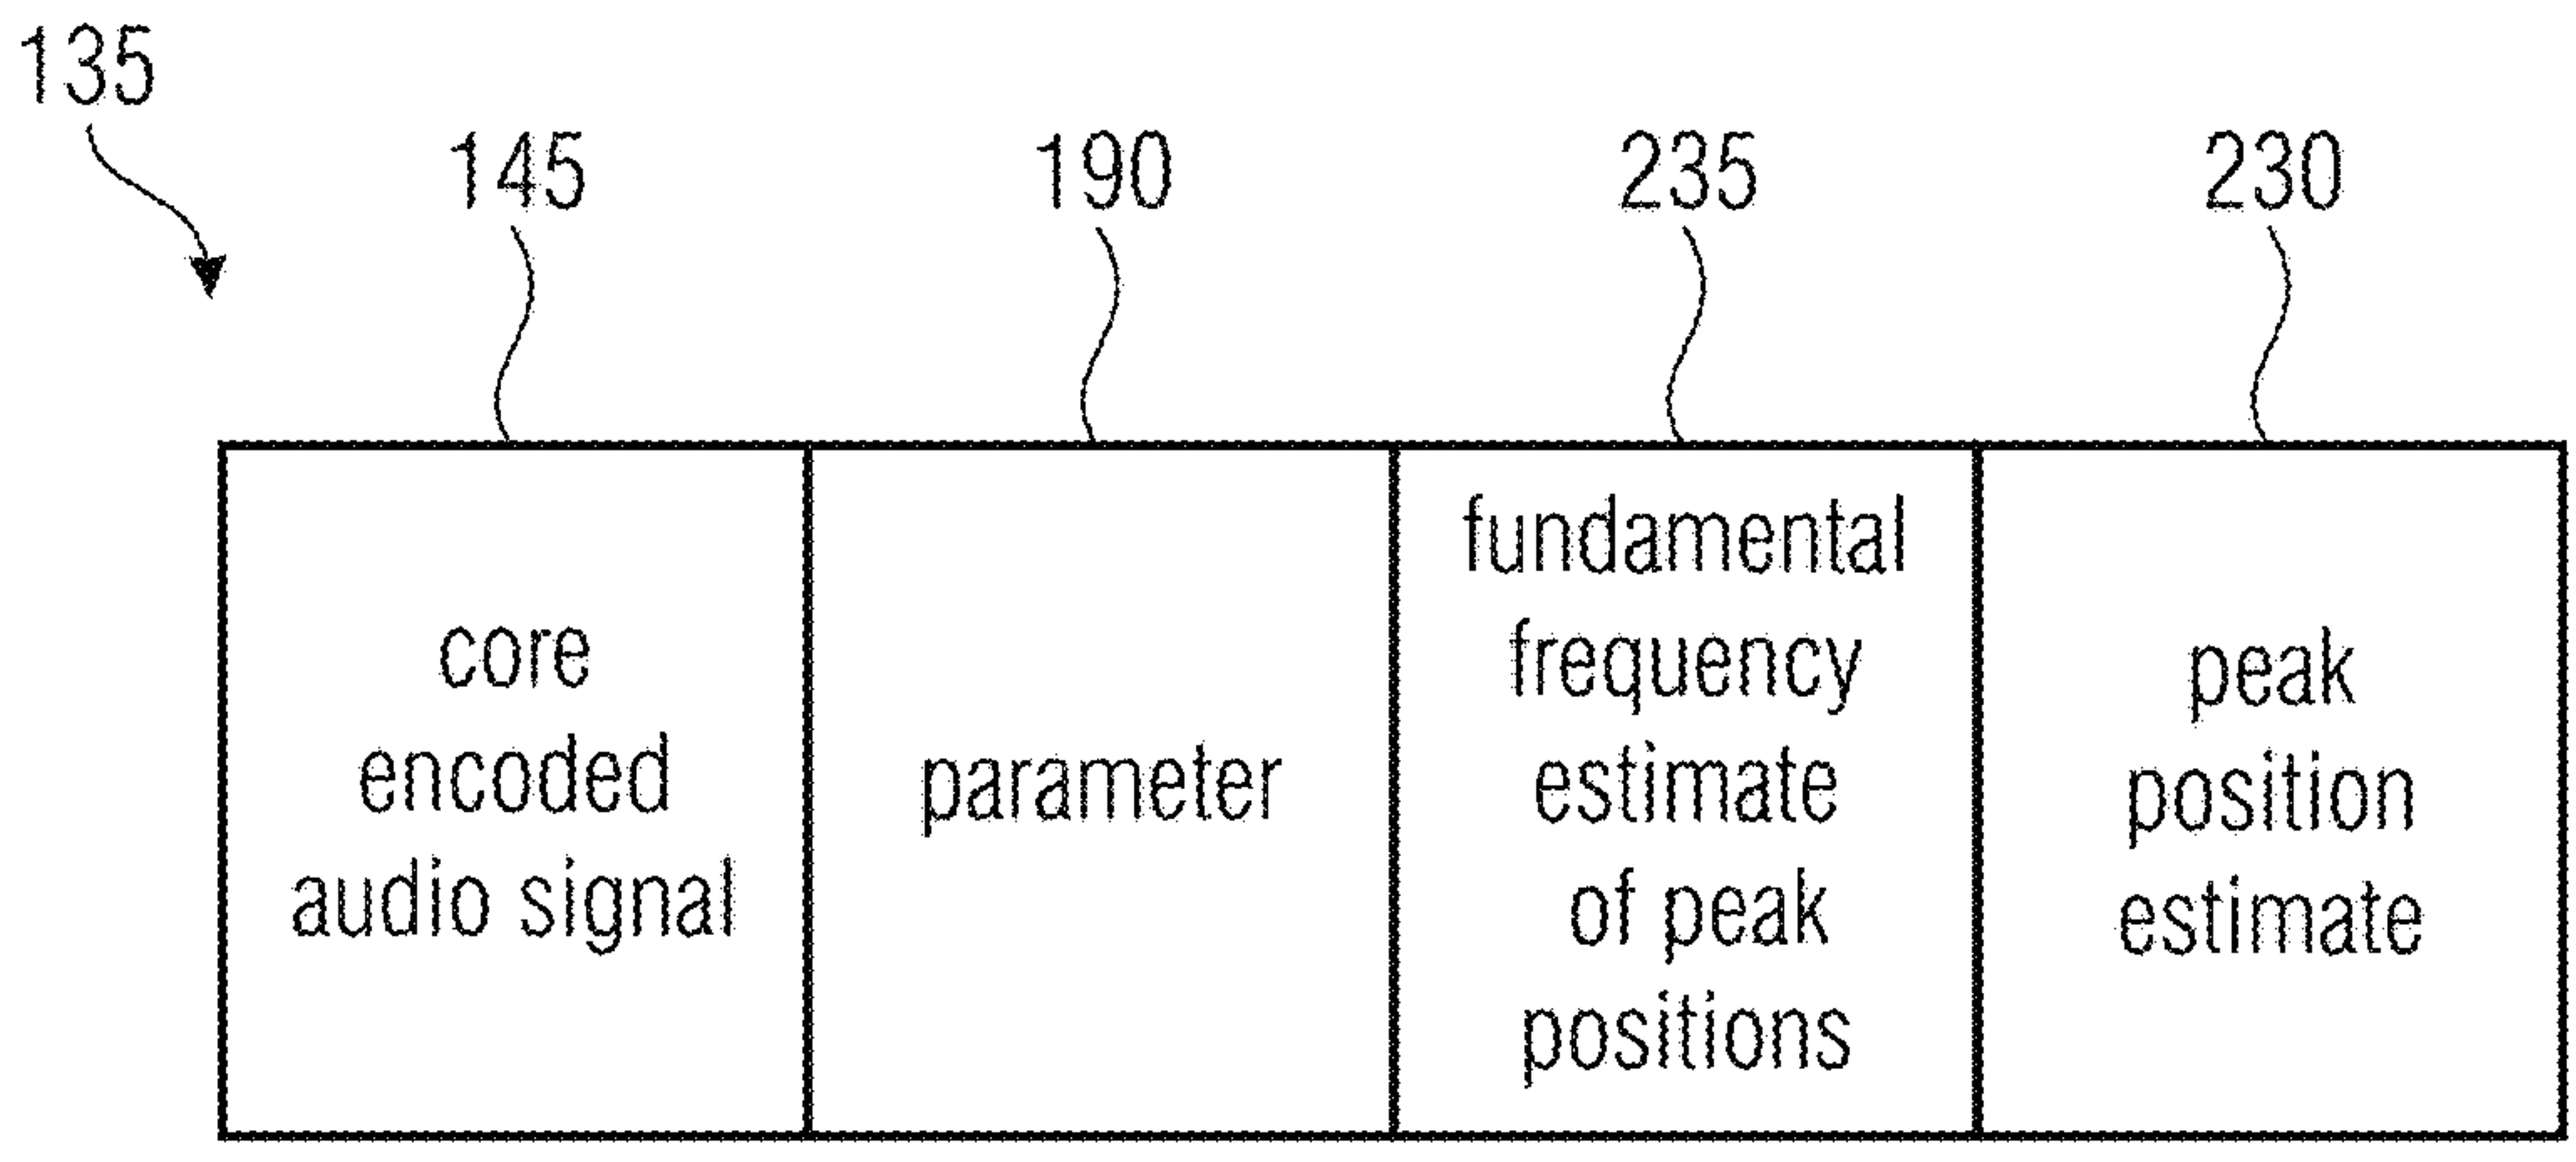 135
145
190
235
230
core
encoded
audio signal
parameter
fundamental
frequency
estimate
of peak
positions
peak
position
estimate